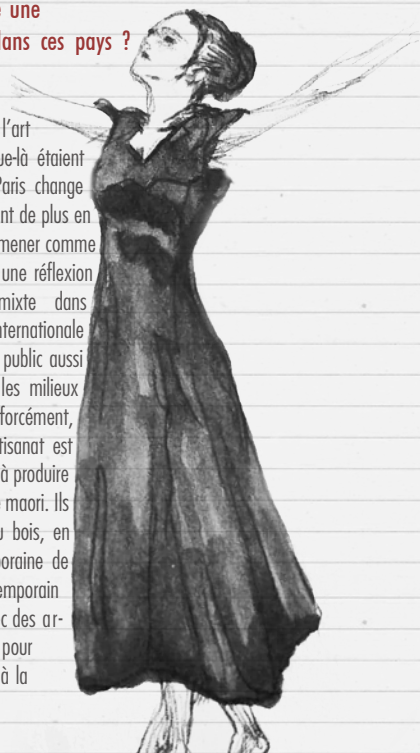 une
dans ces pays ?
l'art
que-là étaient
Paris change
nt de plus en
mener comme
une réflexion
mixte dans
nternationale
public aussi
les milieux
forcément,
tisanat est
à produire
maori. Ils
u bois, en
poraine de
temporain
c des ar-
pour
à la